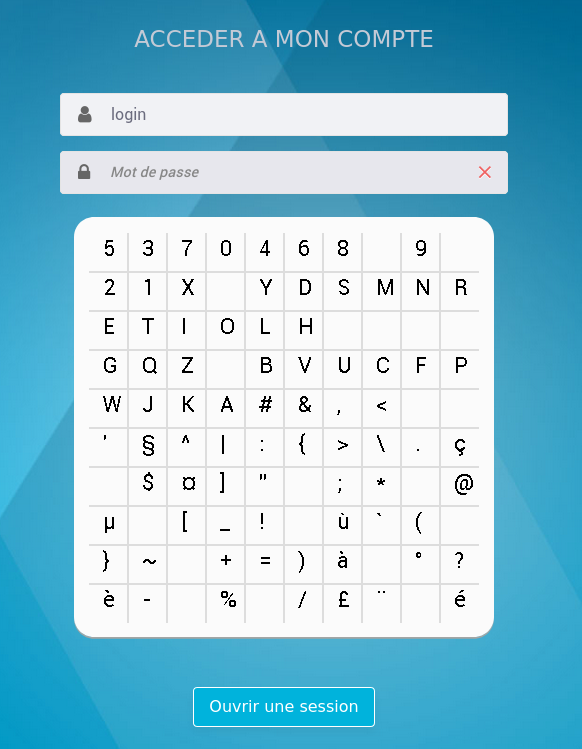 ACCEDER A MON COMPTE
login
Mot de passe
5 3 7 0 4 6 8 9
2 1 X Y D S M N R
E T I O L H
G Q Z B V U C F P
W J K A # & , <
' § ^ | : { > \ . ç
$ ¤ ] " ; * @
µ [ _ ! ù ` (
} ~ + = ) à ° ?
è - % / £ ¨ é
Ouvrir une session